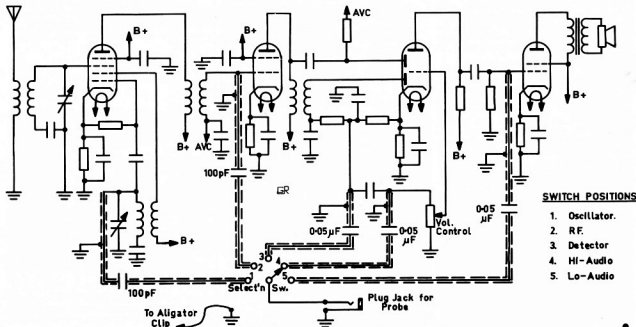 AVC
B+
B+
B+
B+
AVC
B+
B+
B+
B+
100pF
GR
0·05µF
0·05
µF
Vol.
Control
0·05
µF
SWITCH POSITIONS
1. Oscillator.
2. RF.
3. Detector
4. Hi-Audio
5. Lo-Audio
3
4
2
1
5
Select'n Sw.
100pF
To Aligator
Clip
Plug Jack for
Probe